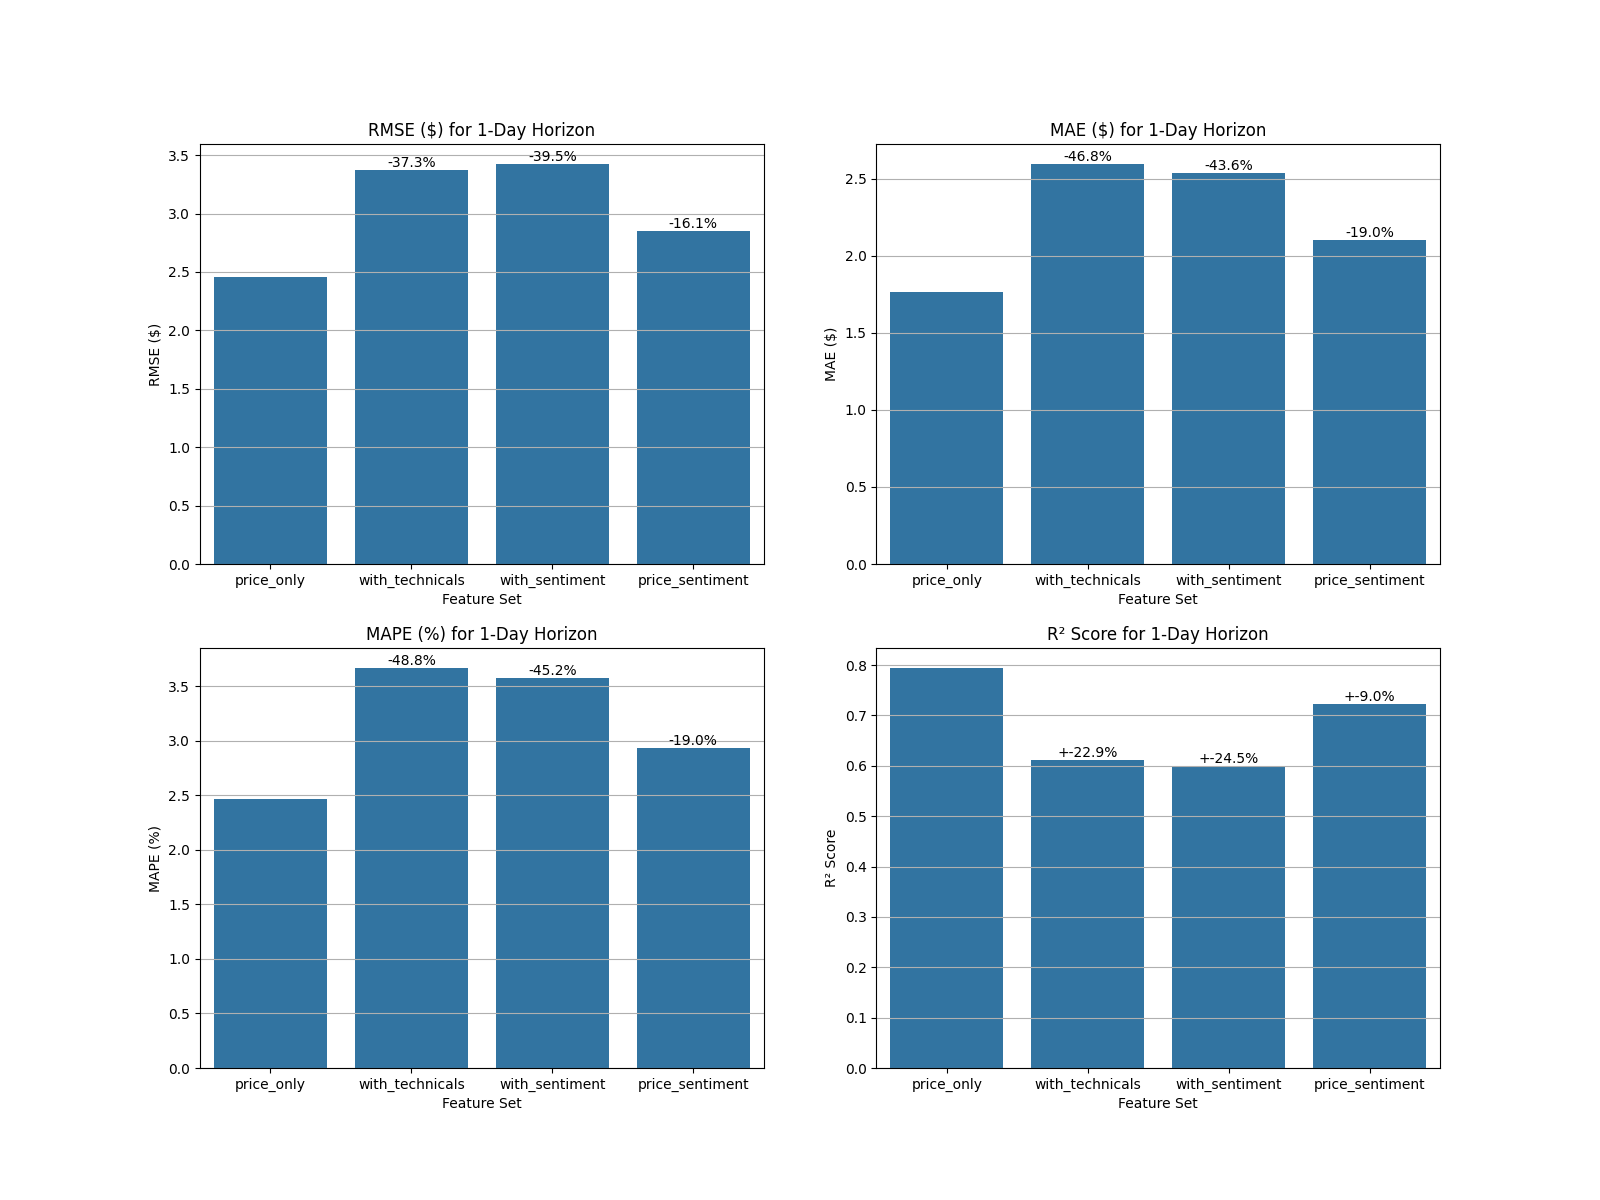 RMSE ($) for 1-Day Horizon
3.5
3.0
2.5
2.0
1.5
1.0
0.5
0.0
RMSE ($)
-37.3%
-39.5%
-16.1%
price_only with_technicals with_sentiment price_sentiment
Feature Set
MAE ($) for 1-Day Horizon
2.5
2.0
1.5
1.0
0.5
0.0
MAE ($)
-46.8%
-43.6%
-19.0%
price_only with_technicals with_sentiment price_sentiment
Feature Set
MAPE (%) for 1-Day Horizon
3.5
3.0
2.5
2.0
1.5
1.0
0.5
0.0
MAPE (%)
-48.8%
-45.2%
-19.0%
price_only with_technicals with_sentiment price_sentiment
Feature Set
R² Score for 1-Day Horizon
0.8
0.7
0.6
0.5
0.4
0.3
0.2
0.1
0.0
R² Score
+-22.9%
+-24.5%
+-9.0%
price_only with_technicals with_sentiment price_sentiment
Feature Set